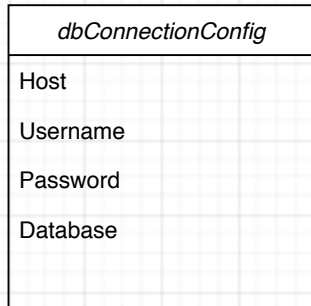 dbConnectionConfig
Host
Username
Password
Database